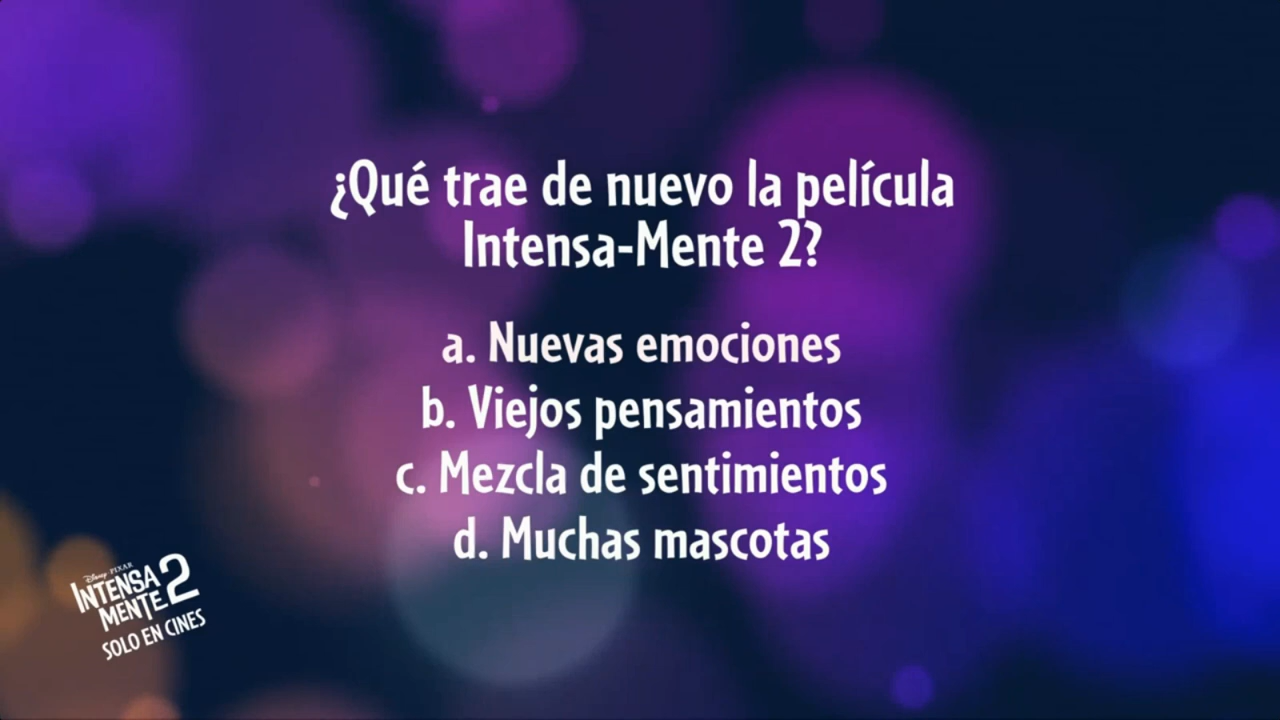 ¿Qué trae de nuevo la película
Intensa-Mente 2?
a. Nuevas emociones
b. Viejos pensamientos
c. Mezcla de sentimientos
d. Muchas mascotas
Disney PIXAR
INTENSA
MENTE 2
SOLO EN CINES